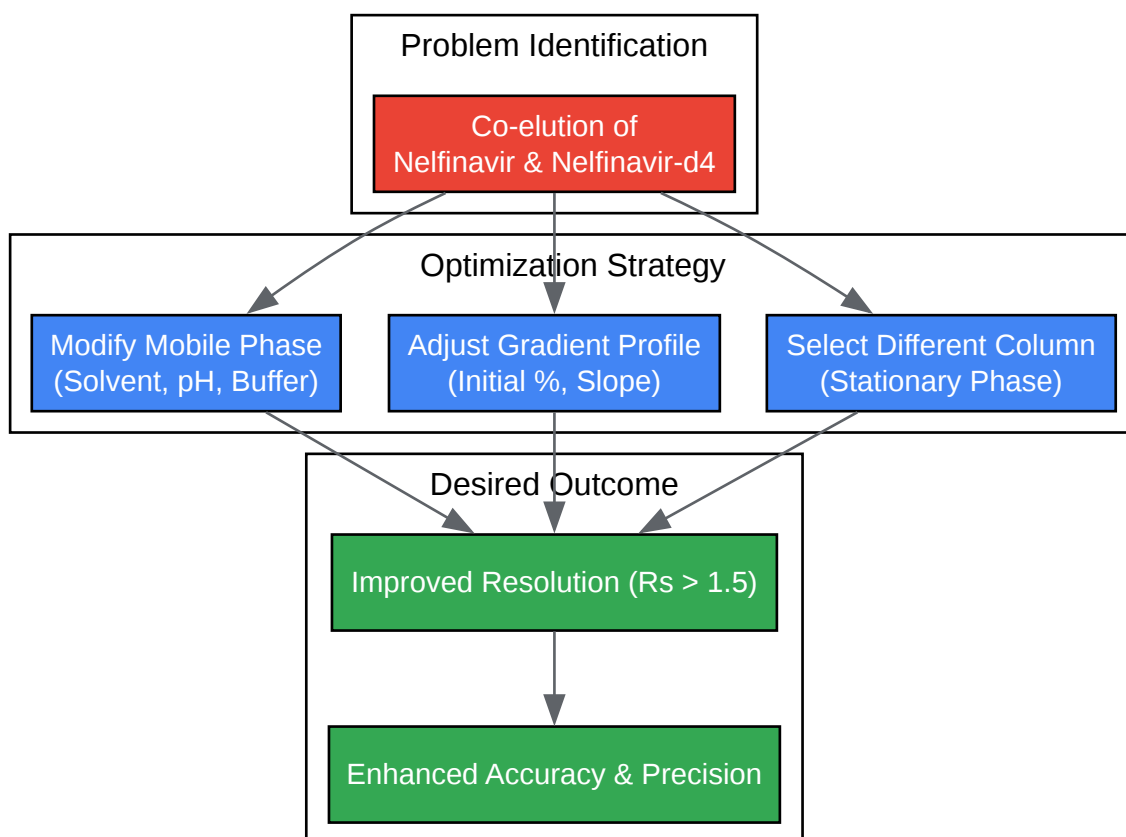 Problem Identification
Co-elution of
Nelfinavir & Nelfinavir-d4
Optimization Strategy
Modify Mobile Phase
(Solvent, pH, Buffer)
Adjust Gradient Profile
(Initial %, Slope)
Select Different Column
(Stationary Phase)
Desired Outcome
Improved Resolution (Rs > 1.5)
Enhanced Accuracy & Precision